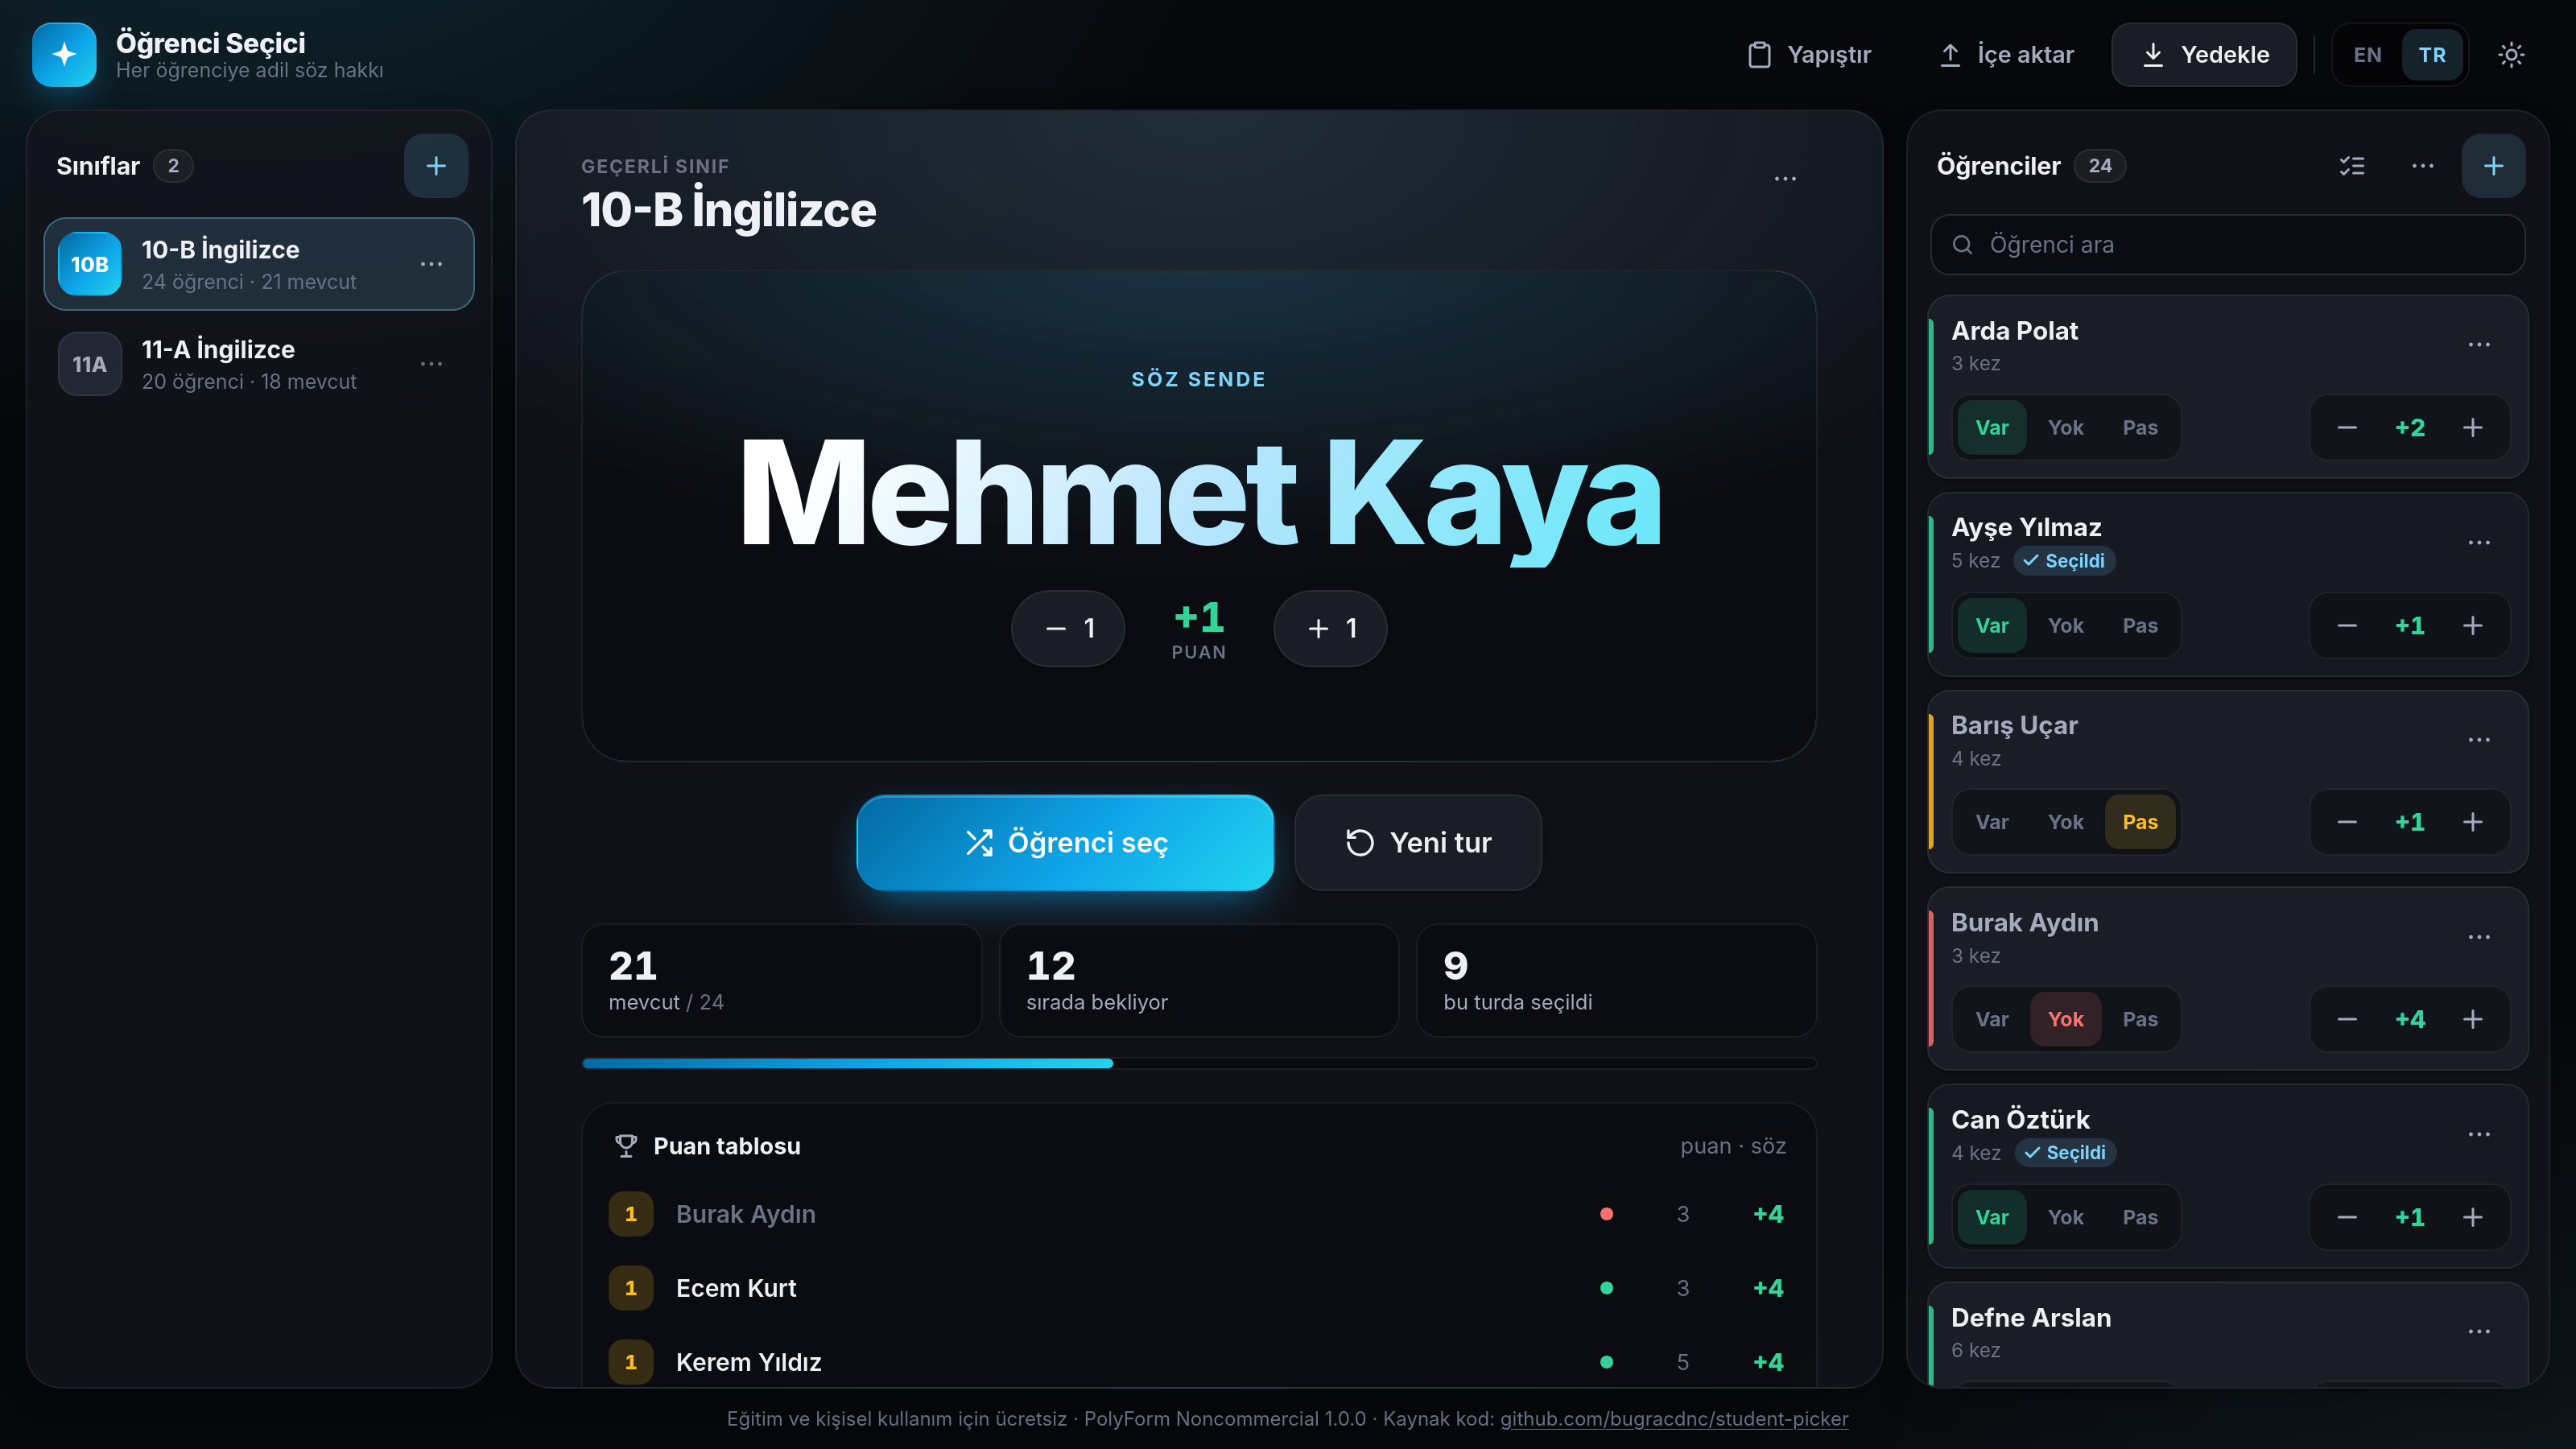 Öğrenci Seçici
Her öğrenciye adil söz hakkı
Yapıştır
İçe aktar
Yedekle
EN
TR
Sınıflar
2
10B
10-B İngilizce
24 öğrenci · 21 mevcut
11A
11-A İngilizce
20 öğrenci · 18 mevcut
GEÇERLİ SINIF
10-B İngilizce
SÖZ SENDE
Mehmet Kaya
− 1
+1
PUAN
+ 1
Öğrenci seç
Yeni tur
21
mevcut / 24
12
sırada bekliyor
9
bu turda seçildi
Puan tablosu
puan · söz
1 Burak Aydın 3 +4
1 Ecem Kurt 3 +4
1 Kerem Yıldız 5 +4
Öğrenciler
24
Öğrenci ara
Arda Polat
3 kez
Var Yok Pas − +2 +
Ayşe Yılmaz
5 kez Seçildi
Var Yok Pas − +1 +
Barış Uçar
4 kez
Var Yok Pas − +1 +
Burak Aydın
3 kez
Var Yok Pas − +4 +
Can Öztürk
4 kez Seçildi
Var Yok Pas − +1 +
Defne Arslan
6 kez
Eğitim ve kişisel kullanım için ücretsiz · PolyForm Noncommercial 1.0.0 · Kaynak kod: github.com/bugracdnc/student-picker